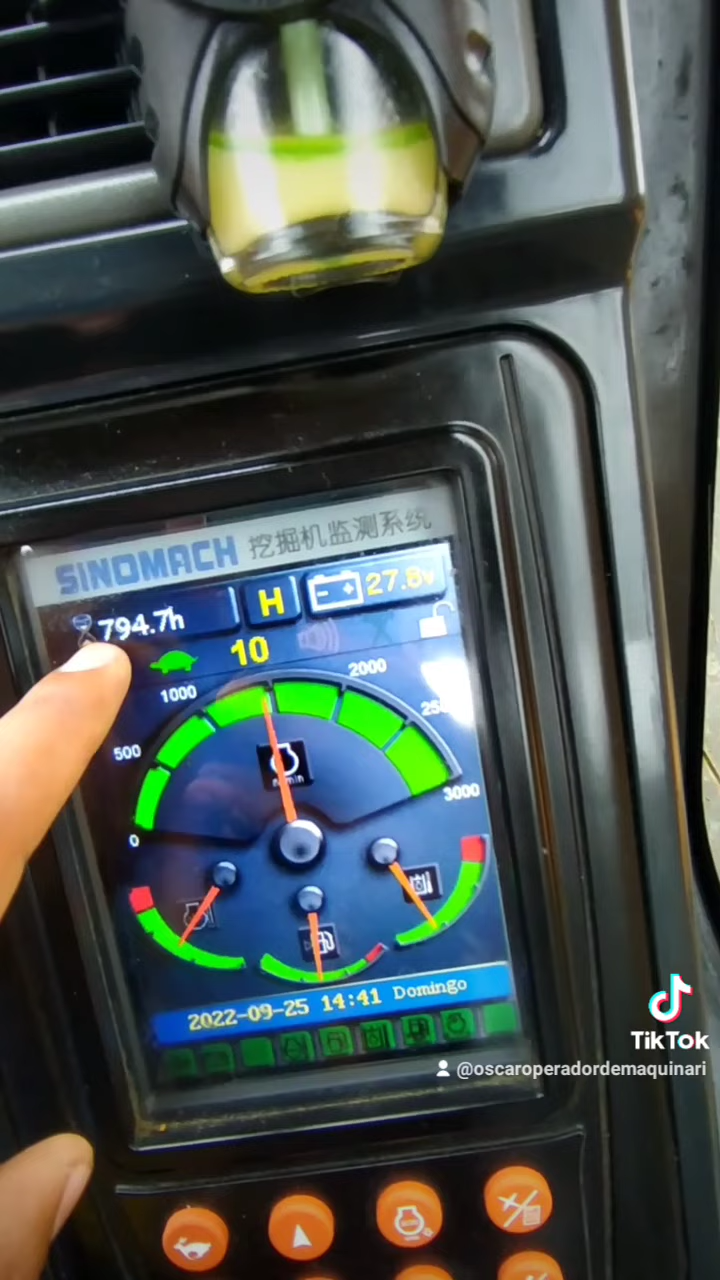 SINOMACH 挖掘机监测系统
794.7h H 27.8v
10
500 1000 2000 3000
0
2022-09-25 14:41 Domingo
TikTok
@oscaroperadordemaquinari